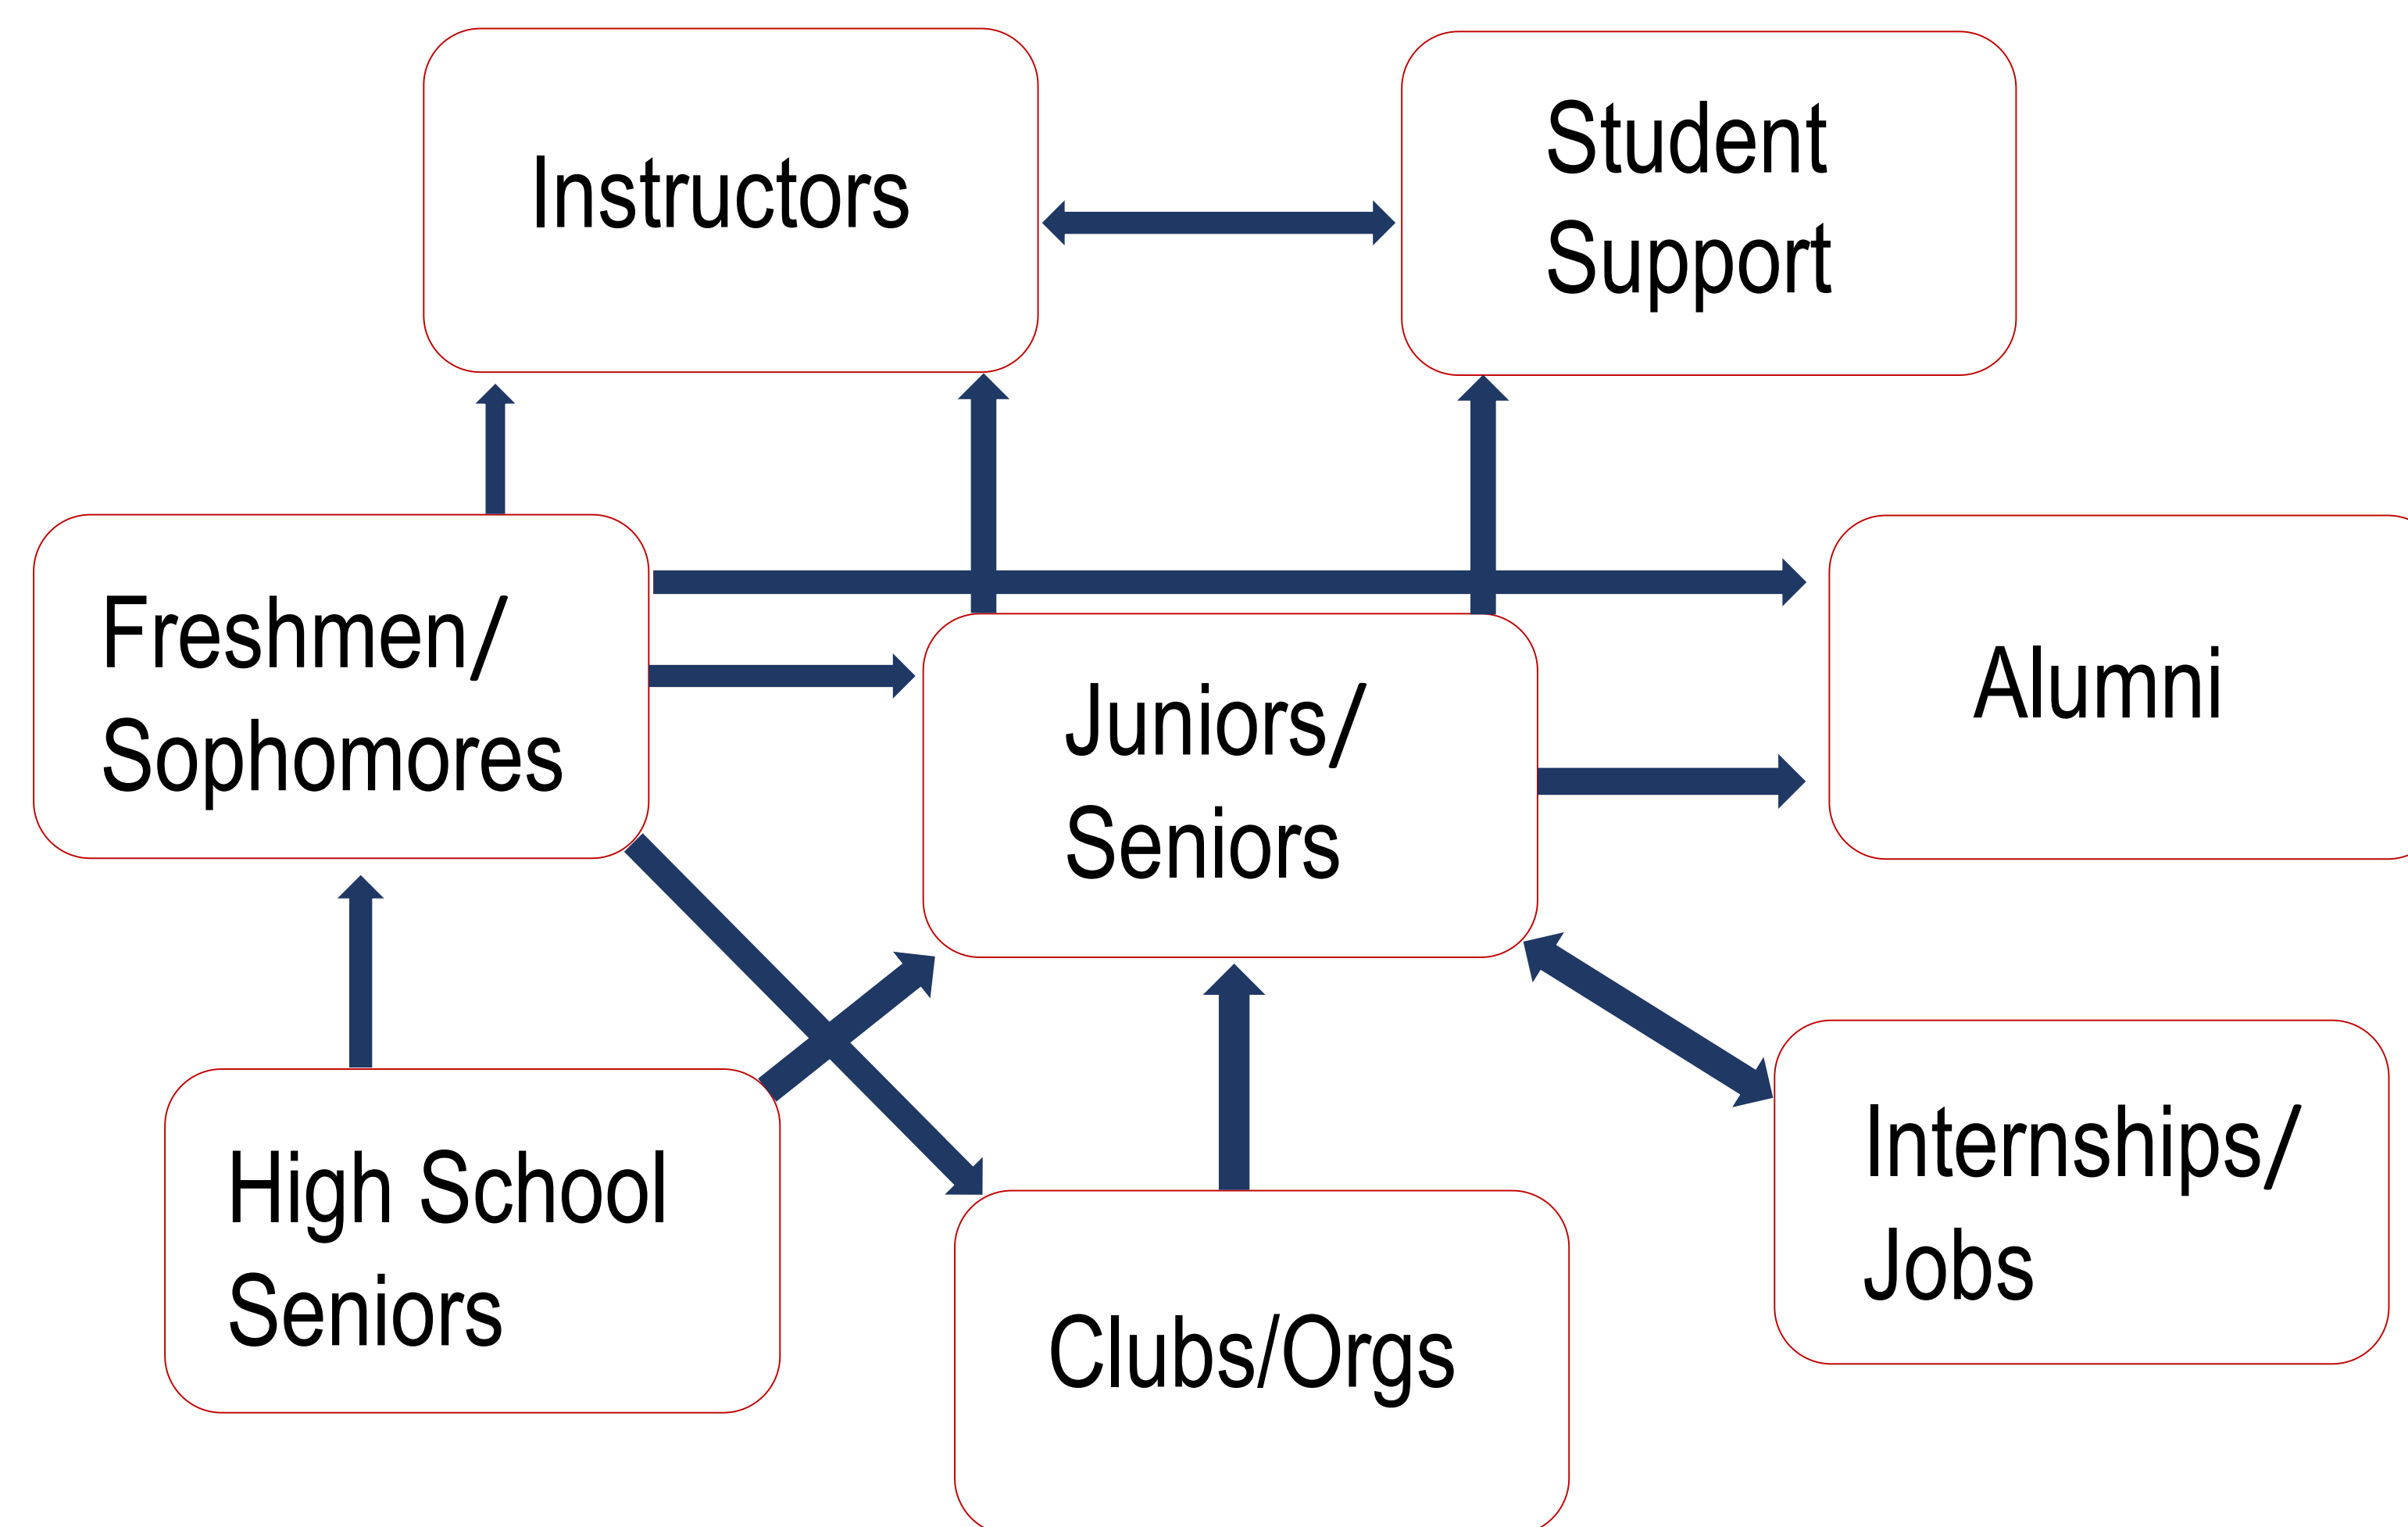 Instructors
Student
Support
Freshmen/
Sophomores
Juniors/
Seniors
Alumni
High School
Seniors
Clubs/Orgs
Internships/
Jobs